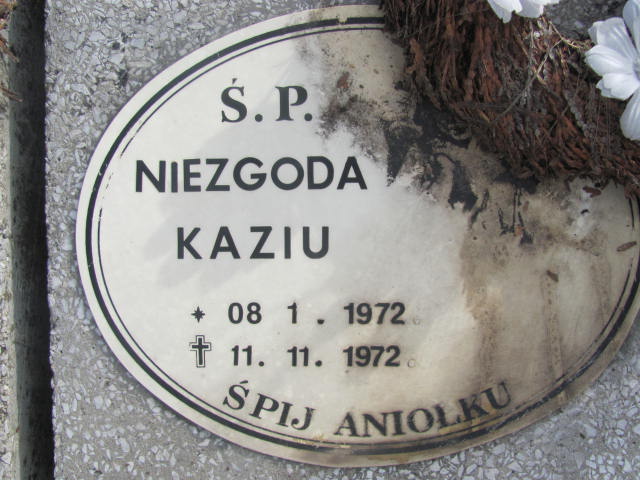 Ś.P.
NIEZGODA
KAZIU
08 1. 1972
11. 11. 1972
ŚPIJ ANIOLKU